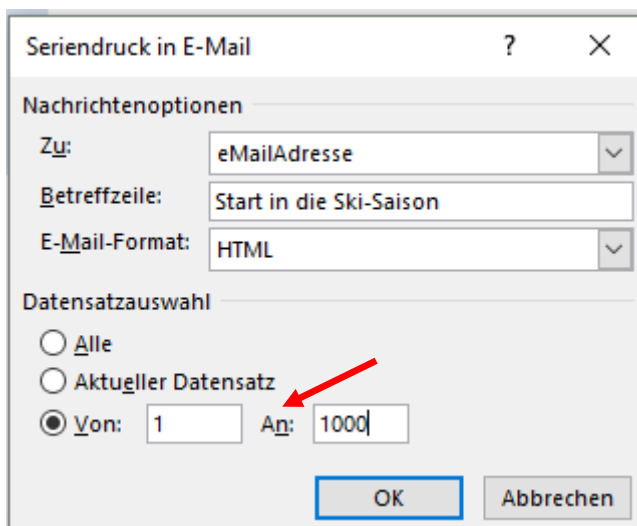 Seriendruck in E-Mail ? ×
Nachrichtenoptionen
Zu: eMailAdresse
Betreffzeile: Start in die Ski-Saison
E-Mail-Format: HTML
Datensatzauswahl
Alle
Aktueller Datensatz
Von: 1 An: 1000
OK Abbrechen